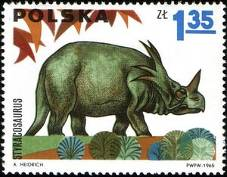 POLSKA
ZŁ 1.35
STYRACOSAURUS
A. HEIDRICH
PWPW - 1965